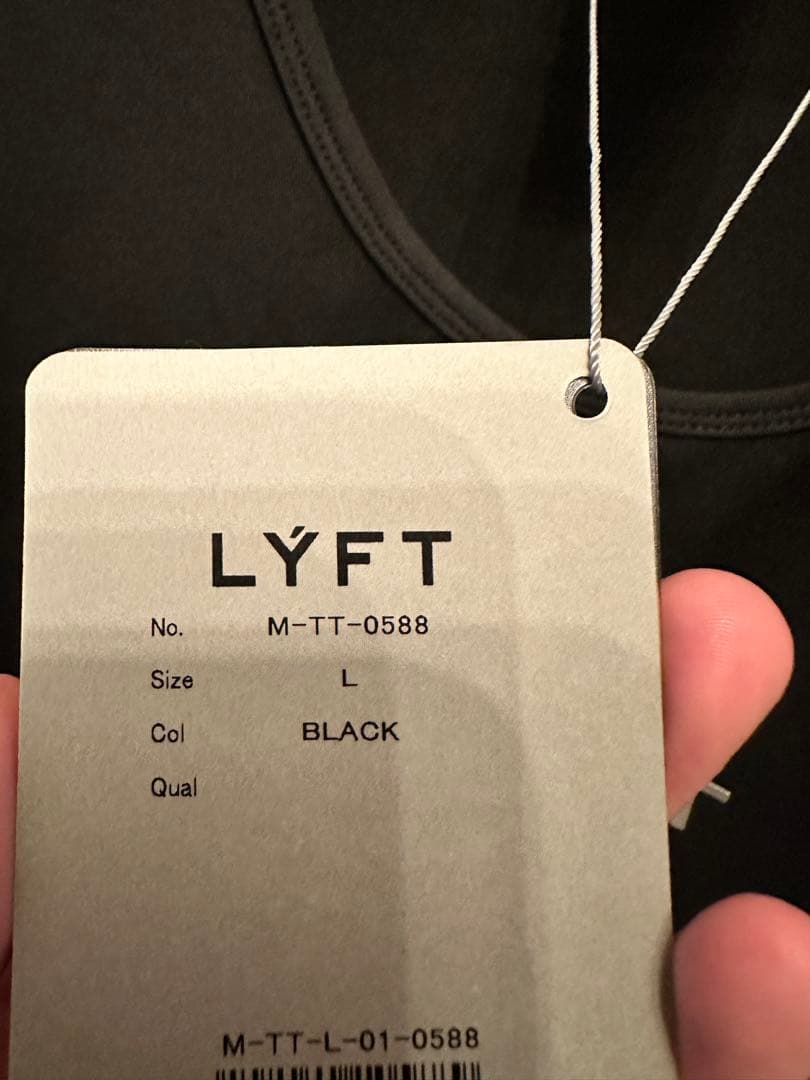 LÝFT
No. M-TT-0588
Size L
Col BLACK
Qual
M-TT-L-01-0588